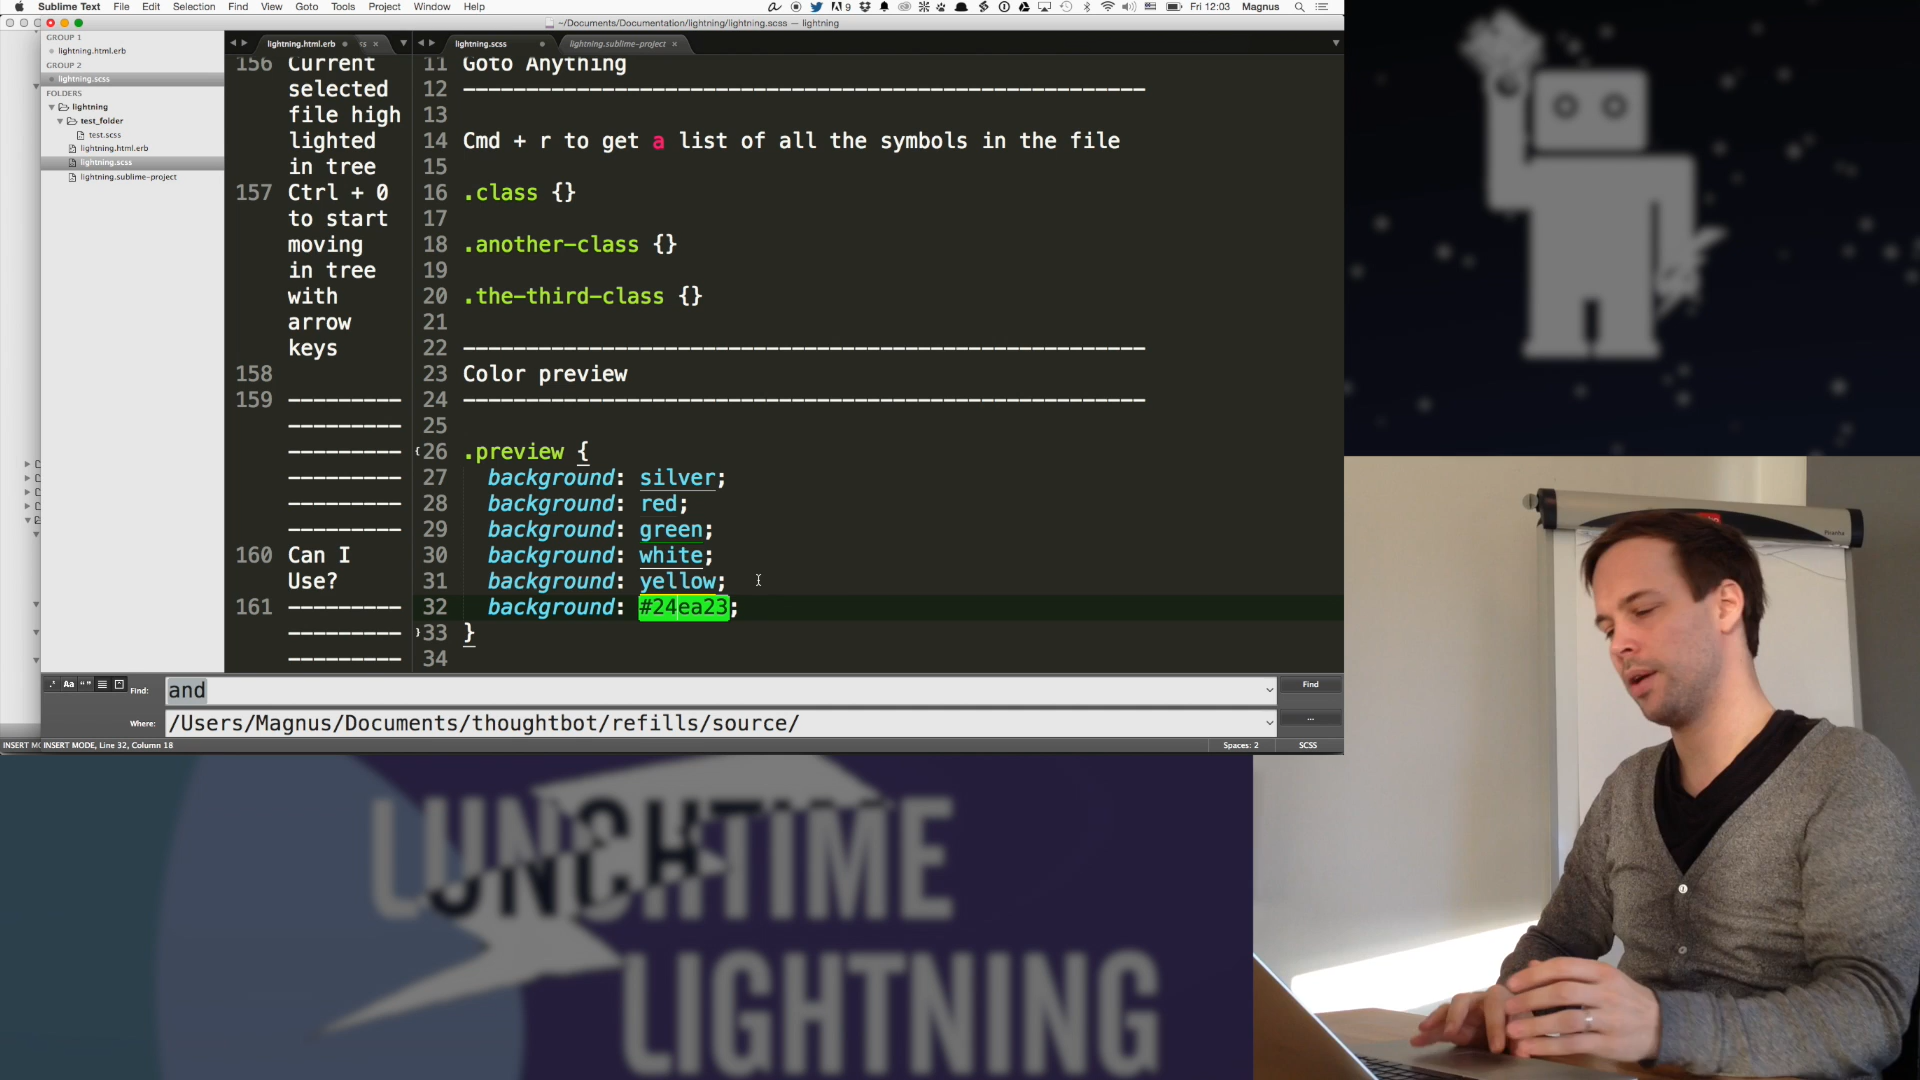 Sublime Text File Edit Selection Find View Goto Tools Project Window Help
9 Fri 12:03 Magnus
~/Documents/Documentation/lightning/lightning.scss — lightning
GROUP 1
lightning.html.erb
GROUP 2
lightning.scss
FOLDERS
lightning
test_folder
test.scss
lightning.html.erb
lightning.scss
lightning.sublime-project
lightning.html.erb
lightning.scss
lightning.sublime-project
156 Current
selected
file high
lighted
in tree
157 Ctrl + 0
to start
moving
in tree
with
arrow
keys
158
159 ---------
---------
---------
---------
---------
---------
160 Can I
Use?
161 ---------
---------
---------
11 Goto Anything
12 ------------------------------------------------------
13
14 Cmd + r to get a list of all the symbols in the file
15
16 .class {}
17
18 .another-class {}
19
20 .the-third-class {}
21
22 ------------------------------------------------------
23 Color preview
24 ------------------------------------------------------
25
26 .preview {
27 background: silver;
28 background: red;
29 background: green;
30 background: white;
31 background: yellow;
32 background: #24ea23;
33 }
34
.* Aa “” Find: and Find
Where: /Users/Magnus/Documents/thoughtbot/refills/source/ ...
INSERT MO INSERT MODE, Line 32, Column 18 Spaces: 2 SCSS
LUNCHTIME
LIGHTNING